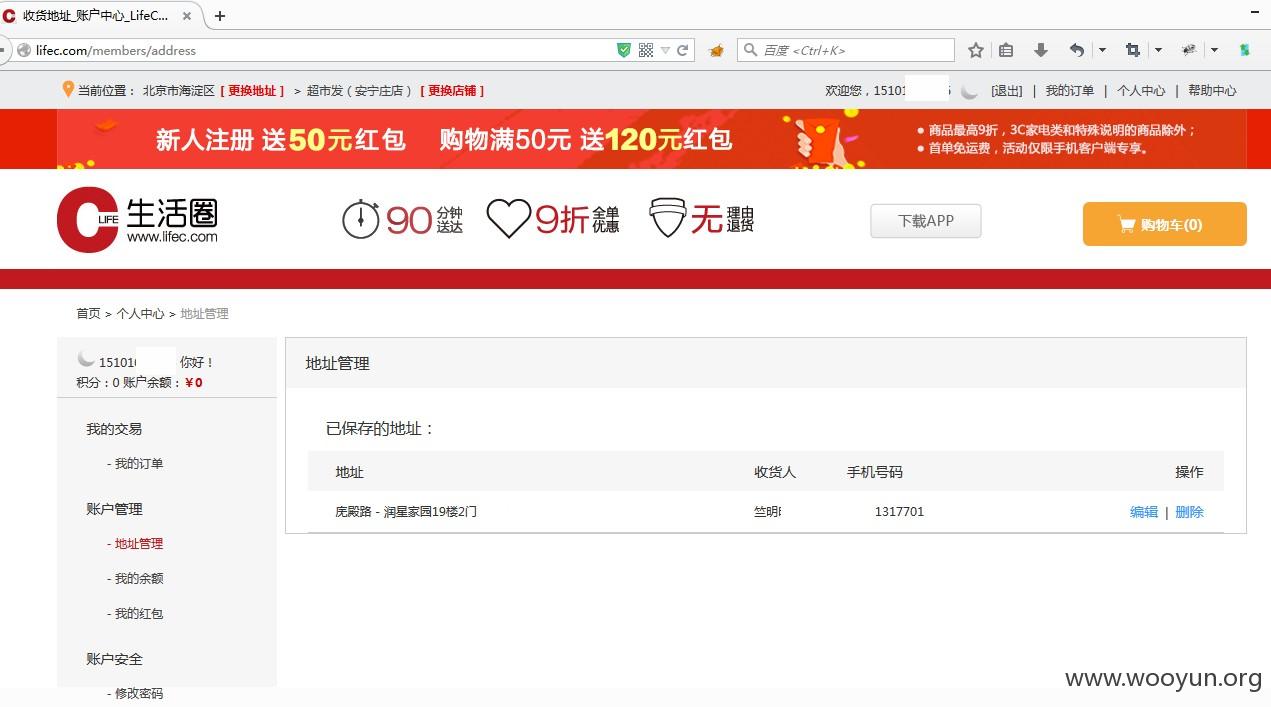 收货地址_账户中心_LifeC...
lifec.com/members/address
百度 <Ctrl+K>
当前位置： 北京市海淀区 [ 更换地址 ] > 超市发 ( 安宁庄店 ) [ 更换店铺 ]
欢迎您，15101 [退出] | 我的订单 | 个人中心 | 帮助中心
新人注册 送50元红包 购物满50元 送120元红包
● 商品最高9折，3C家电类和特殊说明的商品除外；
● 首单免运费，活动仅限手机客户端专享。
C LIFE 生活圈
www.lifec.com
90 分钟送达
9折 全单优惠
无 理由退货
下载APP
购物车(0)
首页 > 个人中心 > 地址管理
15101 你好！
积分：0 账户余额：¥0
我的交易
- 我的订单
账户管理
- 地址管理
- 我的余额
- 我的红包
账户安全
- 修改密码
地址管理
已保存的地址：
地址 收货人 手机号码 操作
庑殿路 - 润星家园19楼2门 竺明 1317701 编辑 | 删除
www.wooyun.org